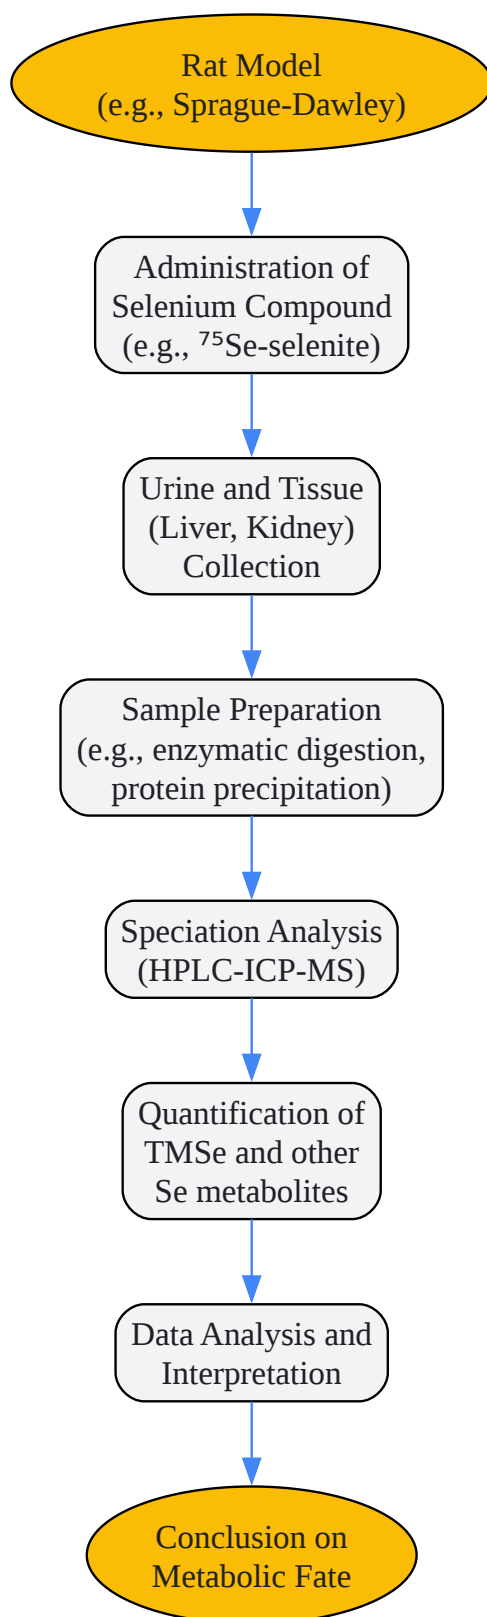 Rat Model
(e.g., Sprague-Dawley)
Administration of
Selenium Compound
(e.g., ⁷⁵Se-selenite)
Urine and Tissue
(Liver, Kidney)
Collection
Sample Preparation
(e.g., enzymatic digestion,
protein precipitation)
Speciation Analysis
(HPLC-ICP-MS)
Quantification of
TMSe and other
Se metabolites
Data Analysis and
Interpretation
Conclusion on
Metabolic Fate